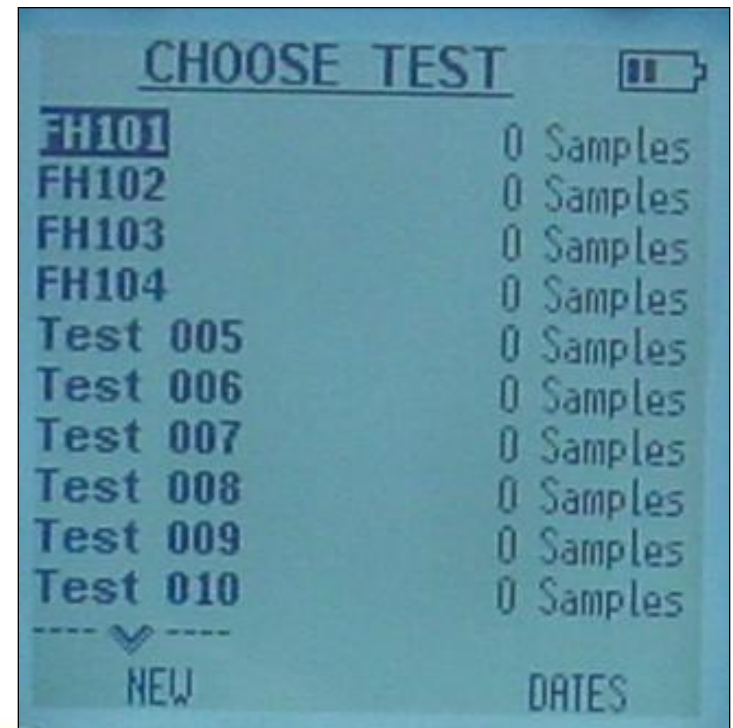 CHOOSE TEST
FH101 0 Samples
FH102 0 Samples
FH103 0 Samples
FH104 0 Samples
Test 005 0 Samples
Test 006 0 Samples
Test 007 0 Samples
Test 008 0 Samples
Test 009 0 Samples
Test 010 0 Samples
NEW DATES